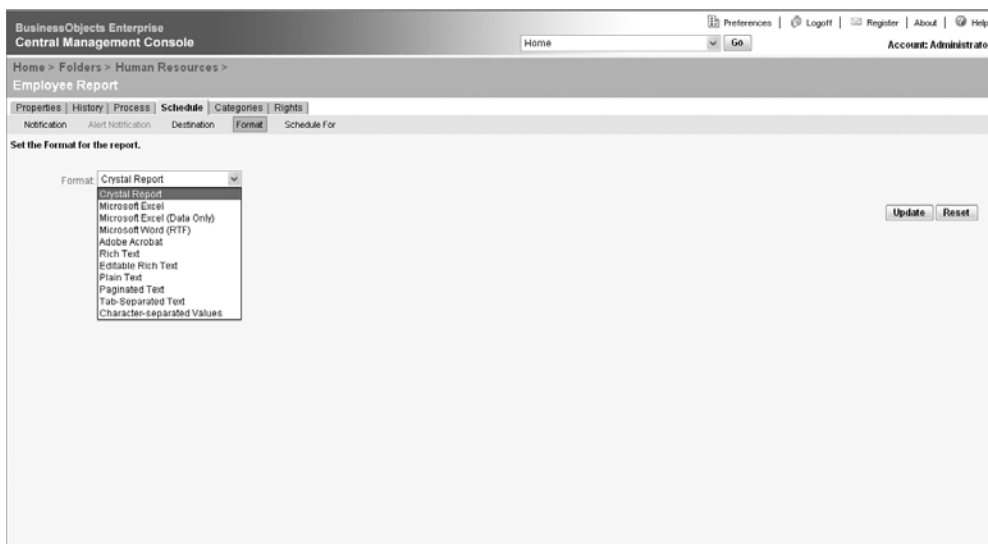 BusinessObjects Enterprise
Central Management Console
Preferences | Logoff | Register | About | Help
Home Go Account: Administrato
Home > Folders > Human Resources >
Employee Report
Properties | History | Process | Schedule | Categories | Rights |
Notification Alert Notification Destination Format Schedule For
Set the Format for the report.
Format: Crystal Report
Crystal Report
Microsoft Excel
Microsoft Excel (Data Only)
Microsoft Word (RTF)
Adobe Acrobat
Rich Text
Editable Rich Text
Plain Text
Paginated Text
Tab-Separated Text
Character-separated Values
Update Reset